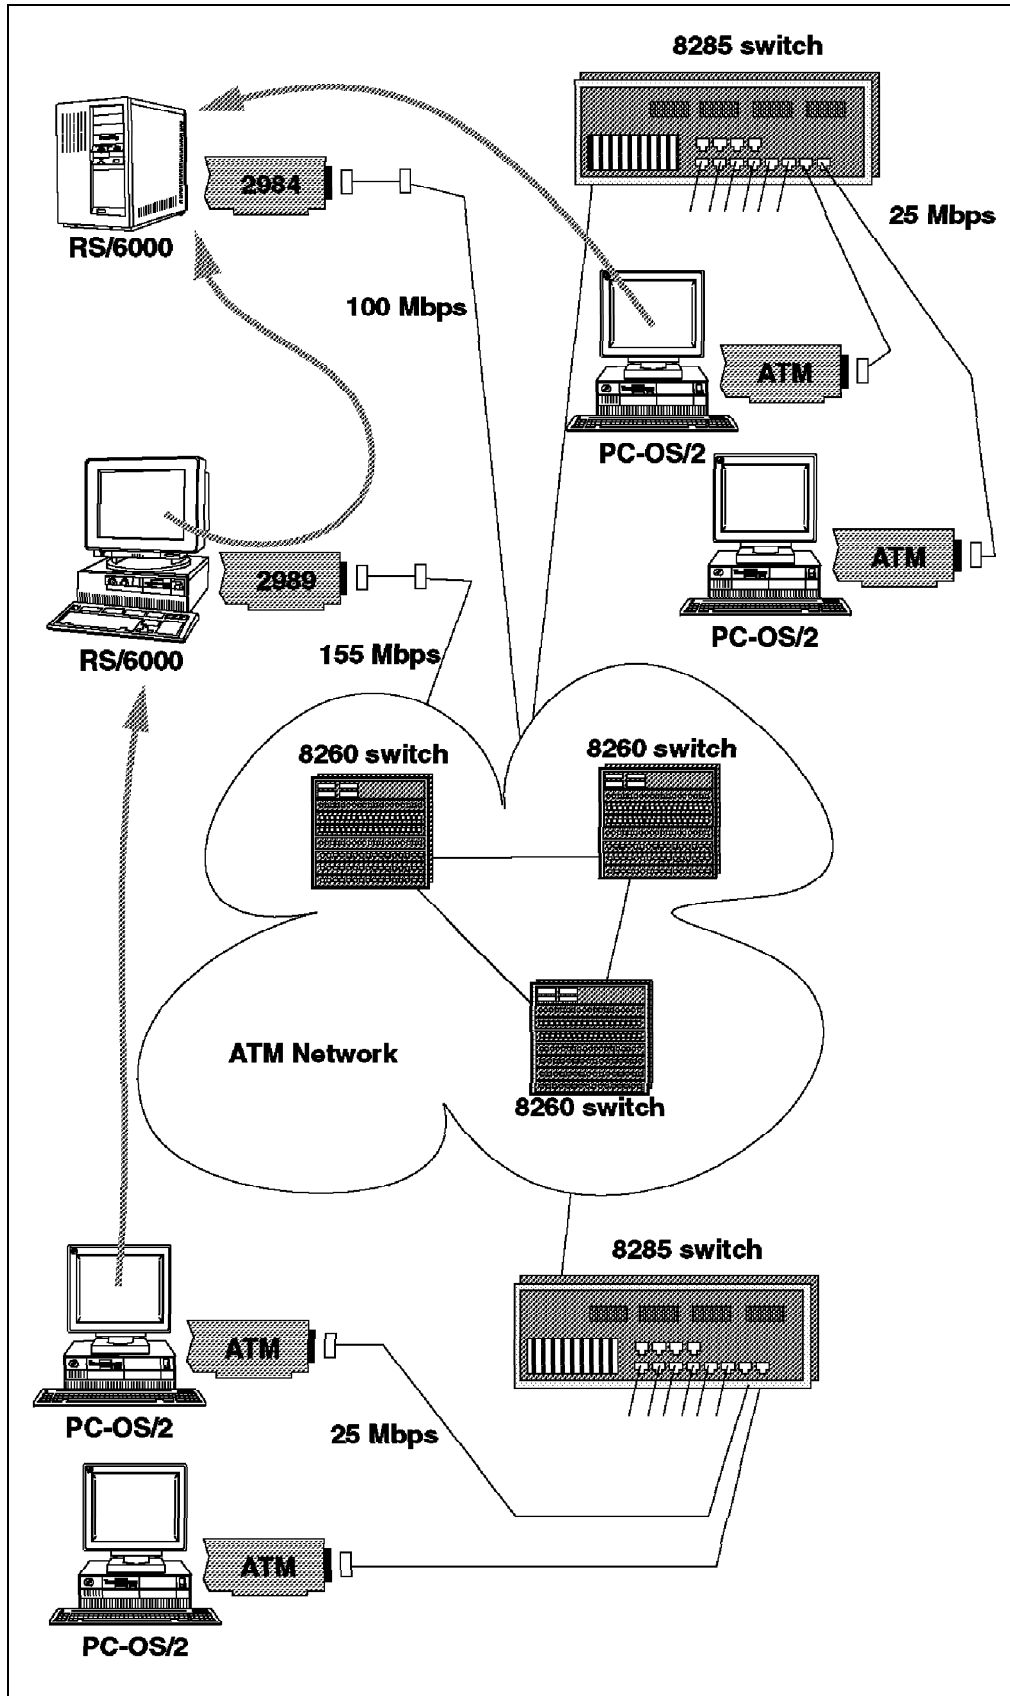 8285 switch
2984
RS/6000
25 Mbps
100 Mbps
ATM
PC-OS/2
ATM
2989
PC-OS/2
RS/6000
155 Mbps
8260 switch
8260 switch
ATM Network
8260 switch
8285 switch
ATM
PC-OS/2
25 Mbps
ATM
PC-OS/2